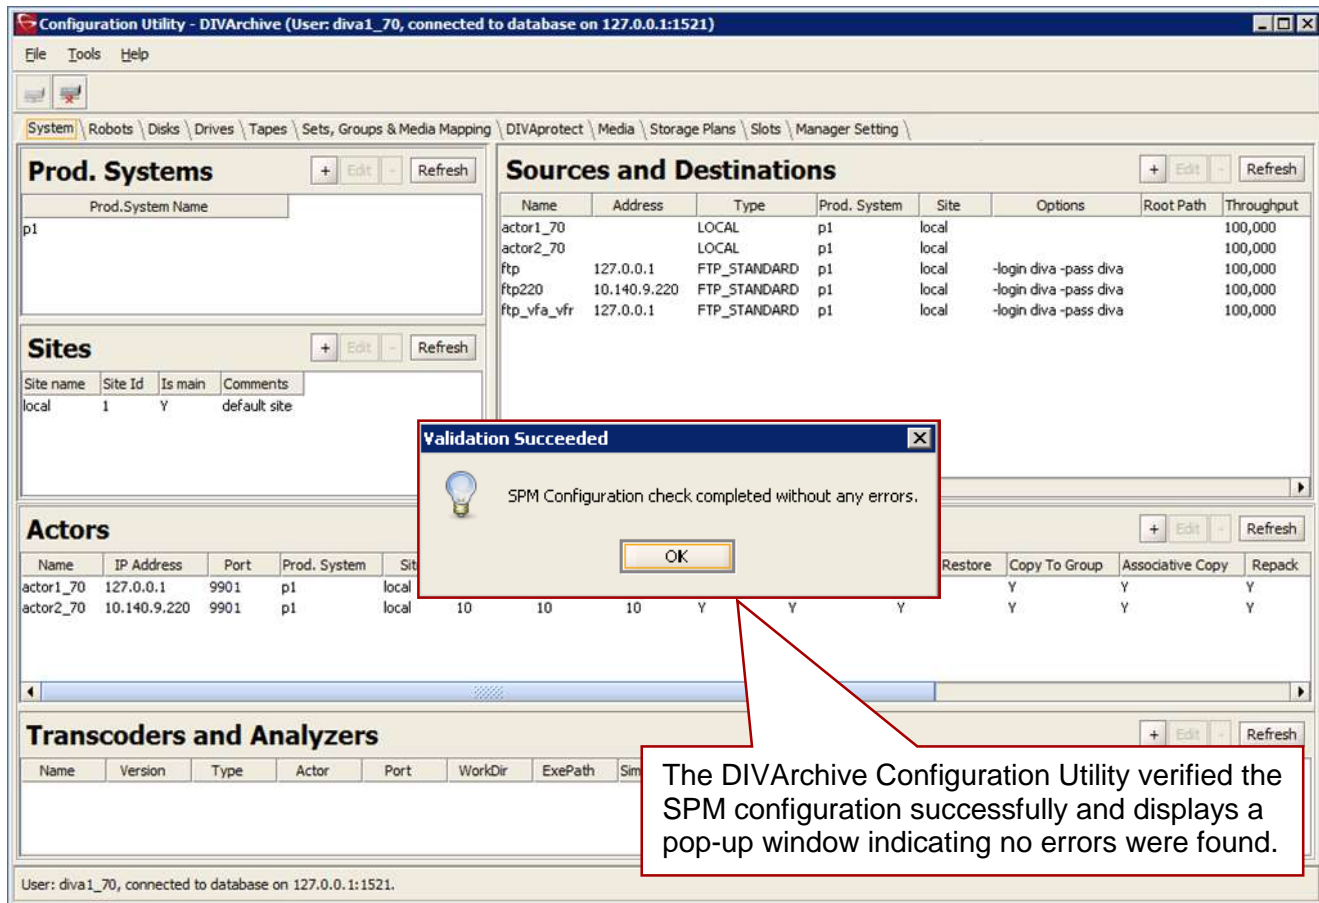 Configuration Utility - DIVArchive (User: diva1_70, connected to database on 127.0.0.1:1521)
File Tools Help
System Robots Disks Drives Tapes Sets, Groups & Media Mapping DIVAprotect Media Storage Plans Slots Manager Setting
Prod. Systems + Edit - Refresh
Prod.System Name
p1
Sites + Edit - Refresh
Site name Site Id Is main Comments
local 1 Y default site
Sources and Destinations + Edit - Refresh
Name Address Type Prod. System Site Options Root Path Throughput
actor1_70 LOCAL p1 local 100,000
actor2_70 LOCAL p1 local 100,000
ftp 127.0.0.1 FTP_STANDARD p1 local -login diva -pass diva 100,000
ftp220 10.140.9.220 FTP_STANDARD p1 local -login diva -pass diva 100,000
ftp_vfa_vfr 127.0.0.1 FTP_STANDARD p1 local -login diva -pass diva 100,000
Validation Succeeded
SPM Configuration check completed without any errors.
OK
Actors + Edit - Refresh
Name IP Address Port Prod. System Sit Restore Copy To Group Associative Copy Repack
actor1_70 127.0.0.1 9901 p1 local Y Y Y
actor2_70 10.140.9.220 9901 p1 local 10 10 10 Y Y Y Y Y Y
Transcoders and Analyzers + Edit - Refresh
Name Version Type Actor Port WorkDir ExePath Sim
The DIVArchive Configuration Utility verified the
SPM configuration successfully and displays a
pop-up window indicating no errors were found.
User: diva1_70, connected to database on 127.0.0.1:1521.